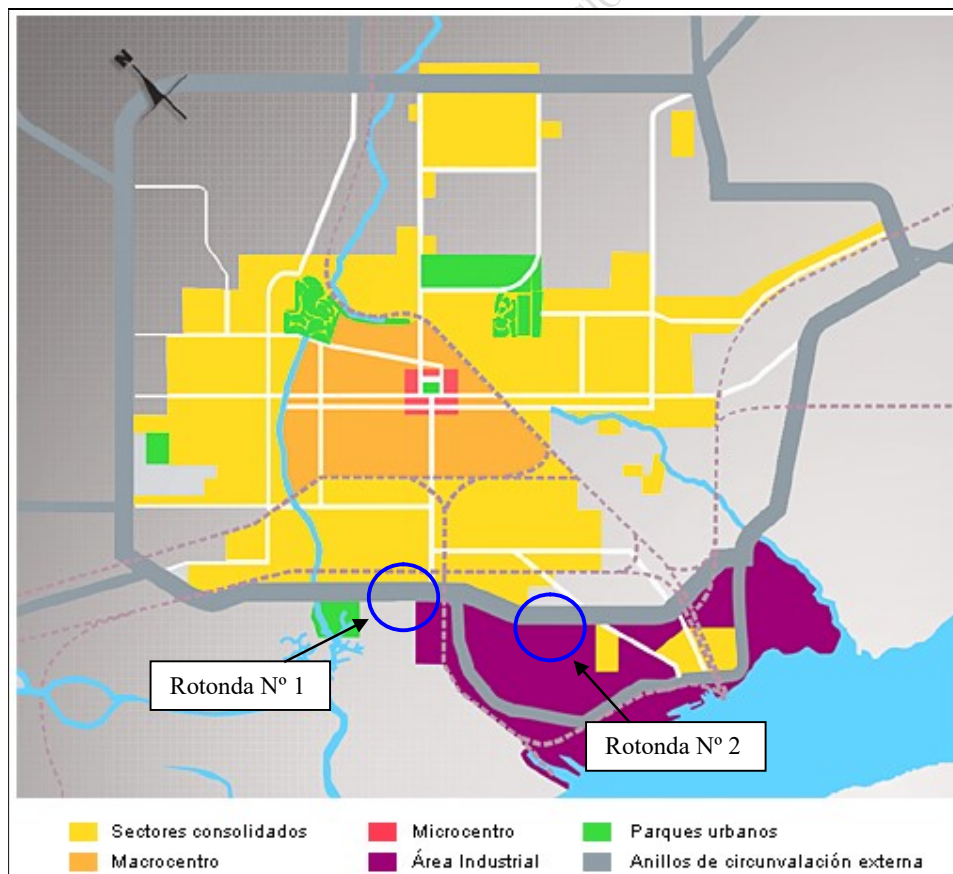 N
Rotonda Nº 1
Rotonda Nº 2
Sectores consolidados
Microcentro
Parques urbanos
Macrocentro
Área Industrial
Anillos de circunvalación externa